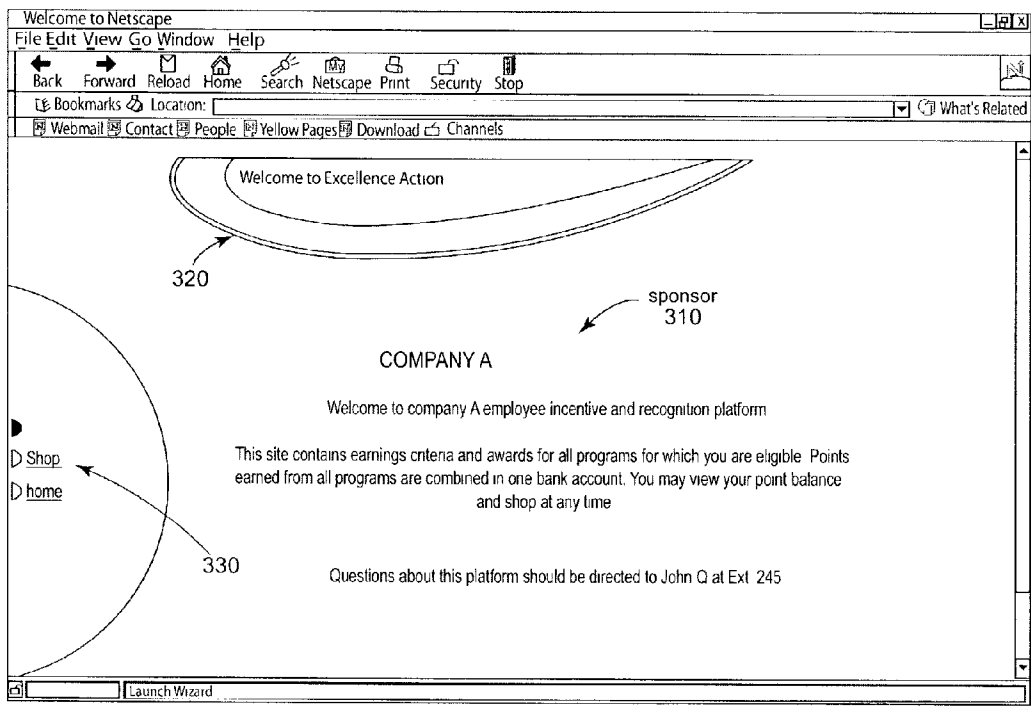 Welcome to Netscape
File Edit View Go Window Help
Back Forward Reload Home Search Netscape Print Security Stop
My
N
Bookmarks Location: What's Related
Webmail Contact People Yellow Pages Download Channels
Welcome to Excellence Action
320
sponsor
310
COMPANY A
Welcome to company A employee incentive and recognition platform
Shop
home
This site contains earnings criteria and awards for all programs for which you are eligible Points
earned from all programs are combined in one bank account. You may view your point balance
and shop at any time
330
Questions about this platform should be directed to John Q at Ext 245
Launch Wizard